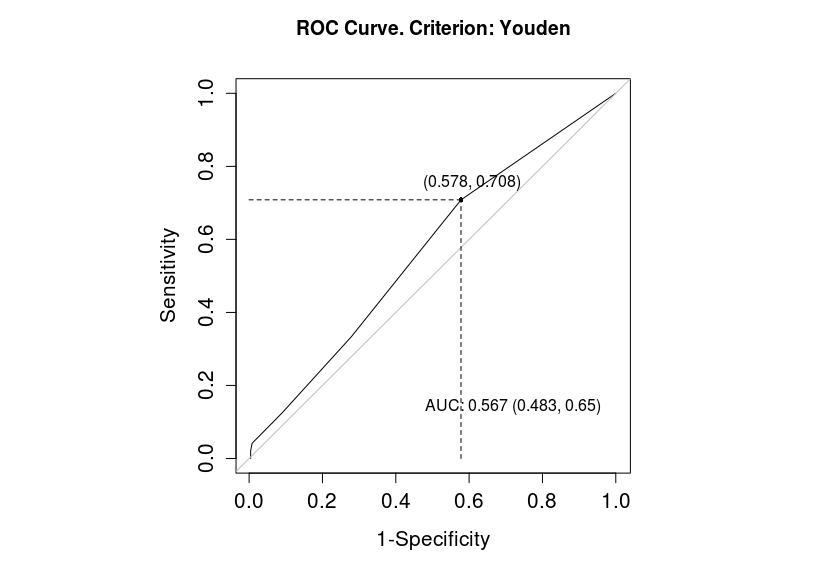 ROC Curve. Criterion: Youden
1.0
0.8
(0.578, 0.708)
0.6
Sensitivity
0.4
0.2
AUC: 0.567 (0.483, 0.65)
0.0
0.0 0.2 0.4 0.6 0.8 1.0
1-Specificity